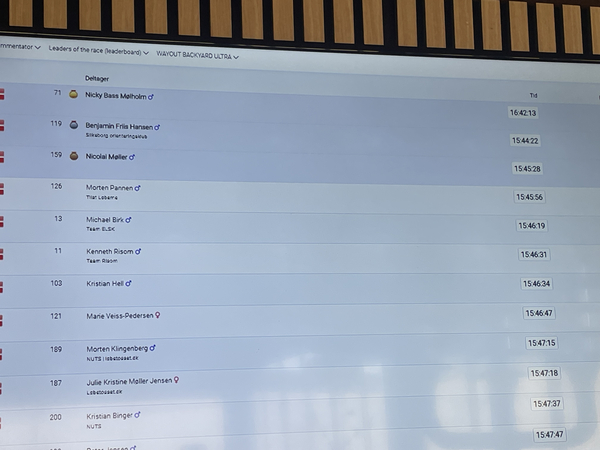 mmentator Leaders of the race (leaderboard) WAYOUT BACKYARD ULTRA
Deltager Tid
71 Nicky Bass Mølholm 16:42:13
119 Benjamin Friis Hansen 15:44:22
Silkeborg orienteringsklub
159 Nicolai Møller 15:45:28
126 Morten Pannen 15:45:56
Tilst Løberne
13 Michael Birk 15:46:19
Team ELSK
11 Kenneth Risom 15:46:31
Team Risom
103 Kristian Hell 15:46:34
121 Marie Veiss-Pedersen 15:46:47
189 Morten Klingenberg 15:47:15
NUTS | løbetosset.dk
187 Julie Kristine Møller Jensen 15:47:18
Løbetosset.dk
200 Kristian Binger 15:47:37
NUTS
15:47:47